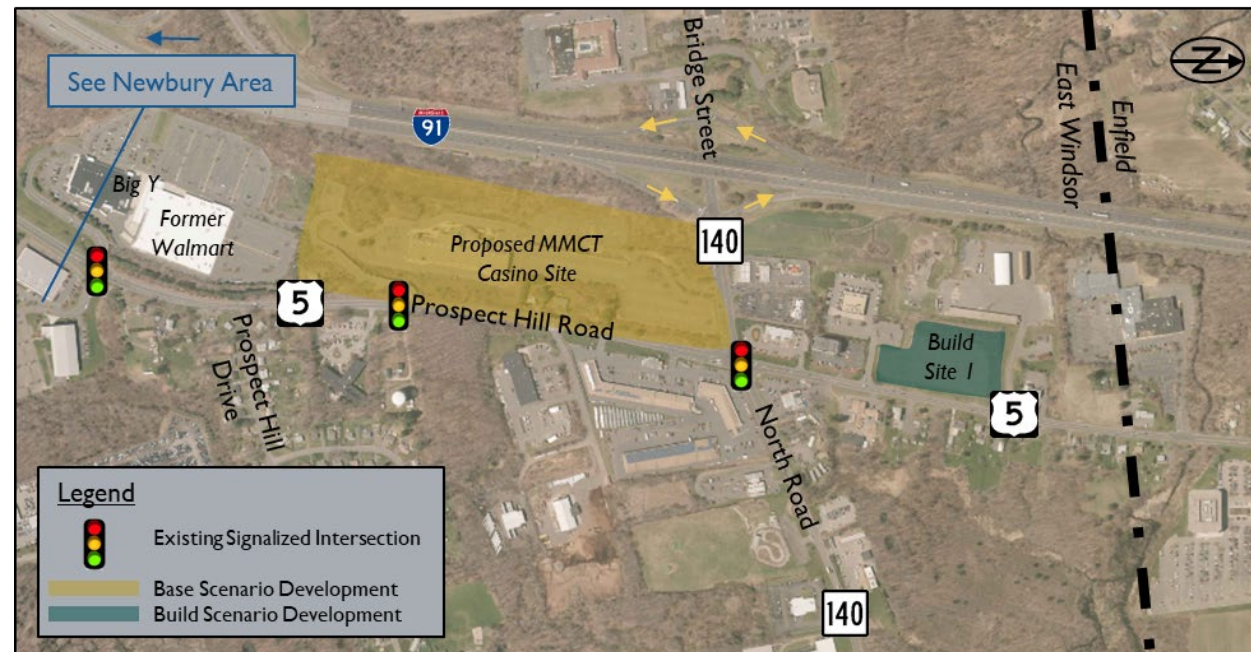 See Newbury Area
INTERSTATE
91
Bridge Street
East Windsor
Enfield
N
Big Y
Former
Walmart
Proposed MMCT
Casino Site
140
5
Prospect Hill Road
Prospect Hill
Drive
Build
Site 1
5
North Road
140
Legend
Existing Signalized Intersection
Base Scenario Development
Build Scenario Development